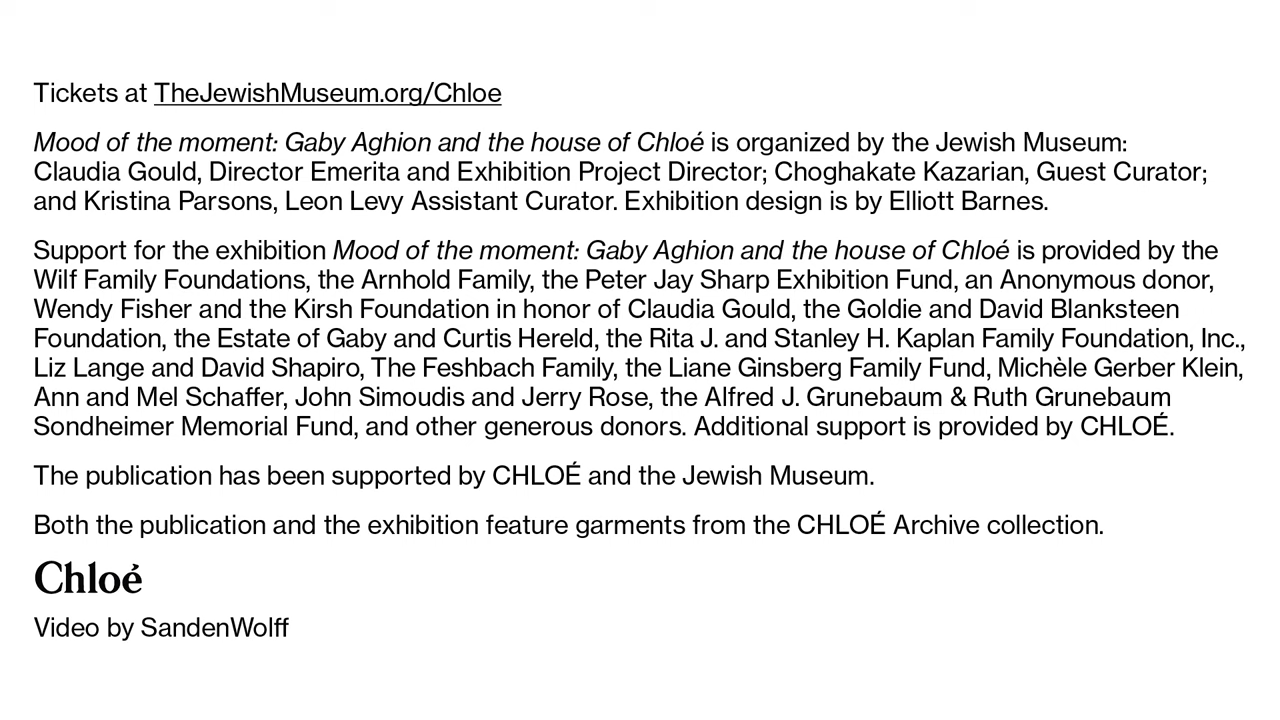 Tickets at TheJewishMuseum.org/Chloe
Mood of the moment: Gaby Aghion and the house of Chloé is organized by the Jewish Museum:
Claudia Gould, Director Emerita and Exhibition Project Director; Choghakate Kazarian, Guest Curator;
and Kristina Parsons, Leon Levy Assistant Curator. Exhibition design is by Elliott Barnes.
Support for the exhibition Mood of the moment: Gaby Aghion and the house of Chloé is provided by the
Wilf Family Foundations, the Arnhold Family, the Peter Jay Sharp Exhibition Fund, an Anonymous donor,
Wendy Fisher and the Kirsh Foundation in honor of Claudia Gould, the Goldie and David Blanksteen
Foundation, the Estate of Gaby and Curtis Hereld, the Rita J. and Stanley H. Kaplan Family Foundation, Inc.,
Liz Lange and David Shapiro, The Feshbach Family, the Liane Ginsberg Family Fund, Michèle Gerber Klein,
Ann and Mel Schaffer, John Simoudis and Jerry Rose, the Alfred J. Grunebaum & Ruth Grunebaum
Sondheimer Memorial Fund, and other generous donors. Additional support is provided by CHLOÉ.
The publication has been supported by CHLOÉ and the Jewish Museum.
Both the publication and the exhibition feature garments from the CHLOÉ Archive collection.
Chloé
Video by SandenWolff